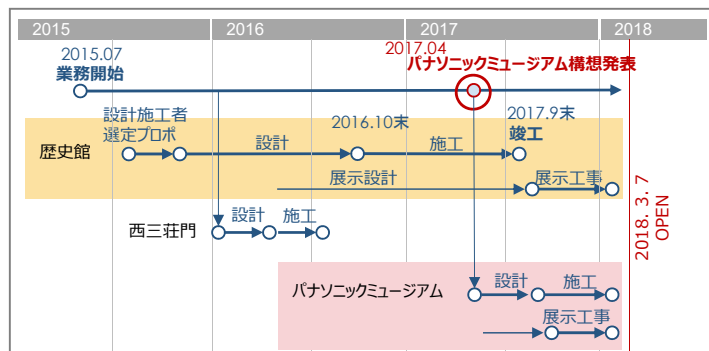 2015
2016
2017
2018
2015.07
業務開始
2017.04
パナソニックミュージアム構想発表
設計施工者
選定プロポ
歴史館
設計
2016.10末
施工
2017.9末
竣工
展示設計
展示工事
西三荘門
設計
施工
2018. 3. 7
OPEN
パナソニックミュージアム
設計
施工
展示工事